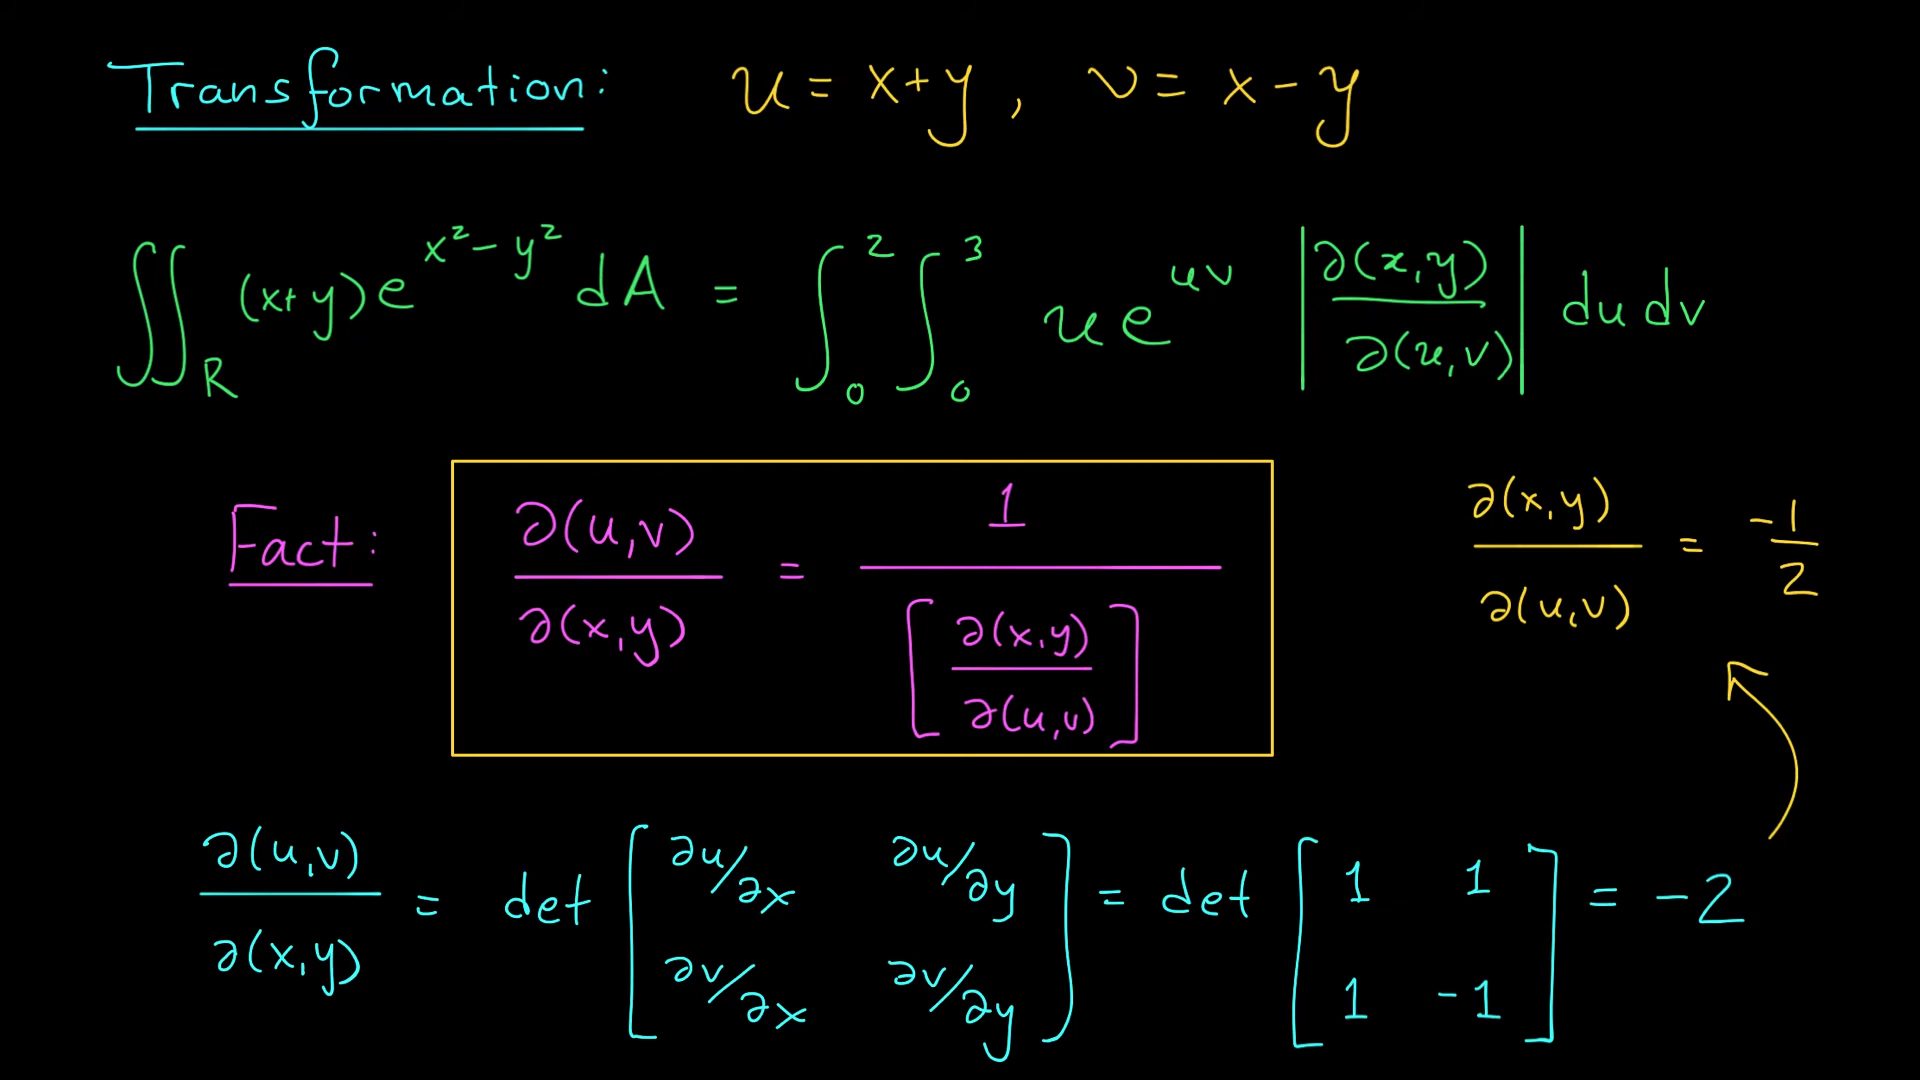 Transformation: u = x+y, v = x-y
∬_R (x+y)e^{x²-y²} dA = ∫_0^2 ∫_0^3 ue^{uv} |∂(x,y)/∂(u,v)| du dv
Fact: ∂(u,v)/∂(x,y) = 1/[∂(x,y)/∂(u,v)]
∂(x,y)/∂(u,v) = -1/2
∂(u,v)/∂(x,y) = det [∂u/∂x ∂u/∂y; ∂v/∂x ∂v/∂y] = det [1 1; 1 -1] = -2